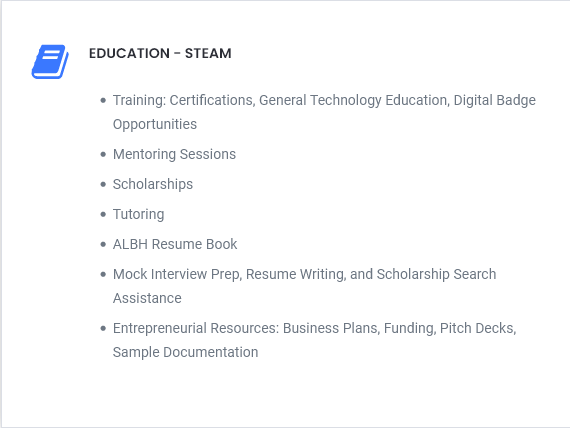 EDUCATION - STEAM
Training: Certifications, General Technology Education, Digital Badge
Opportunities
Mentoring Sessions
Scholarships
Tutoring
ALBH Resume Book
Mock Interview Prep, Resume Writing, and Scholarship Search
Assistance
Entrepreneurial Resources: Business Plans, Funding, Pitch Decks,
Sample Documentation